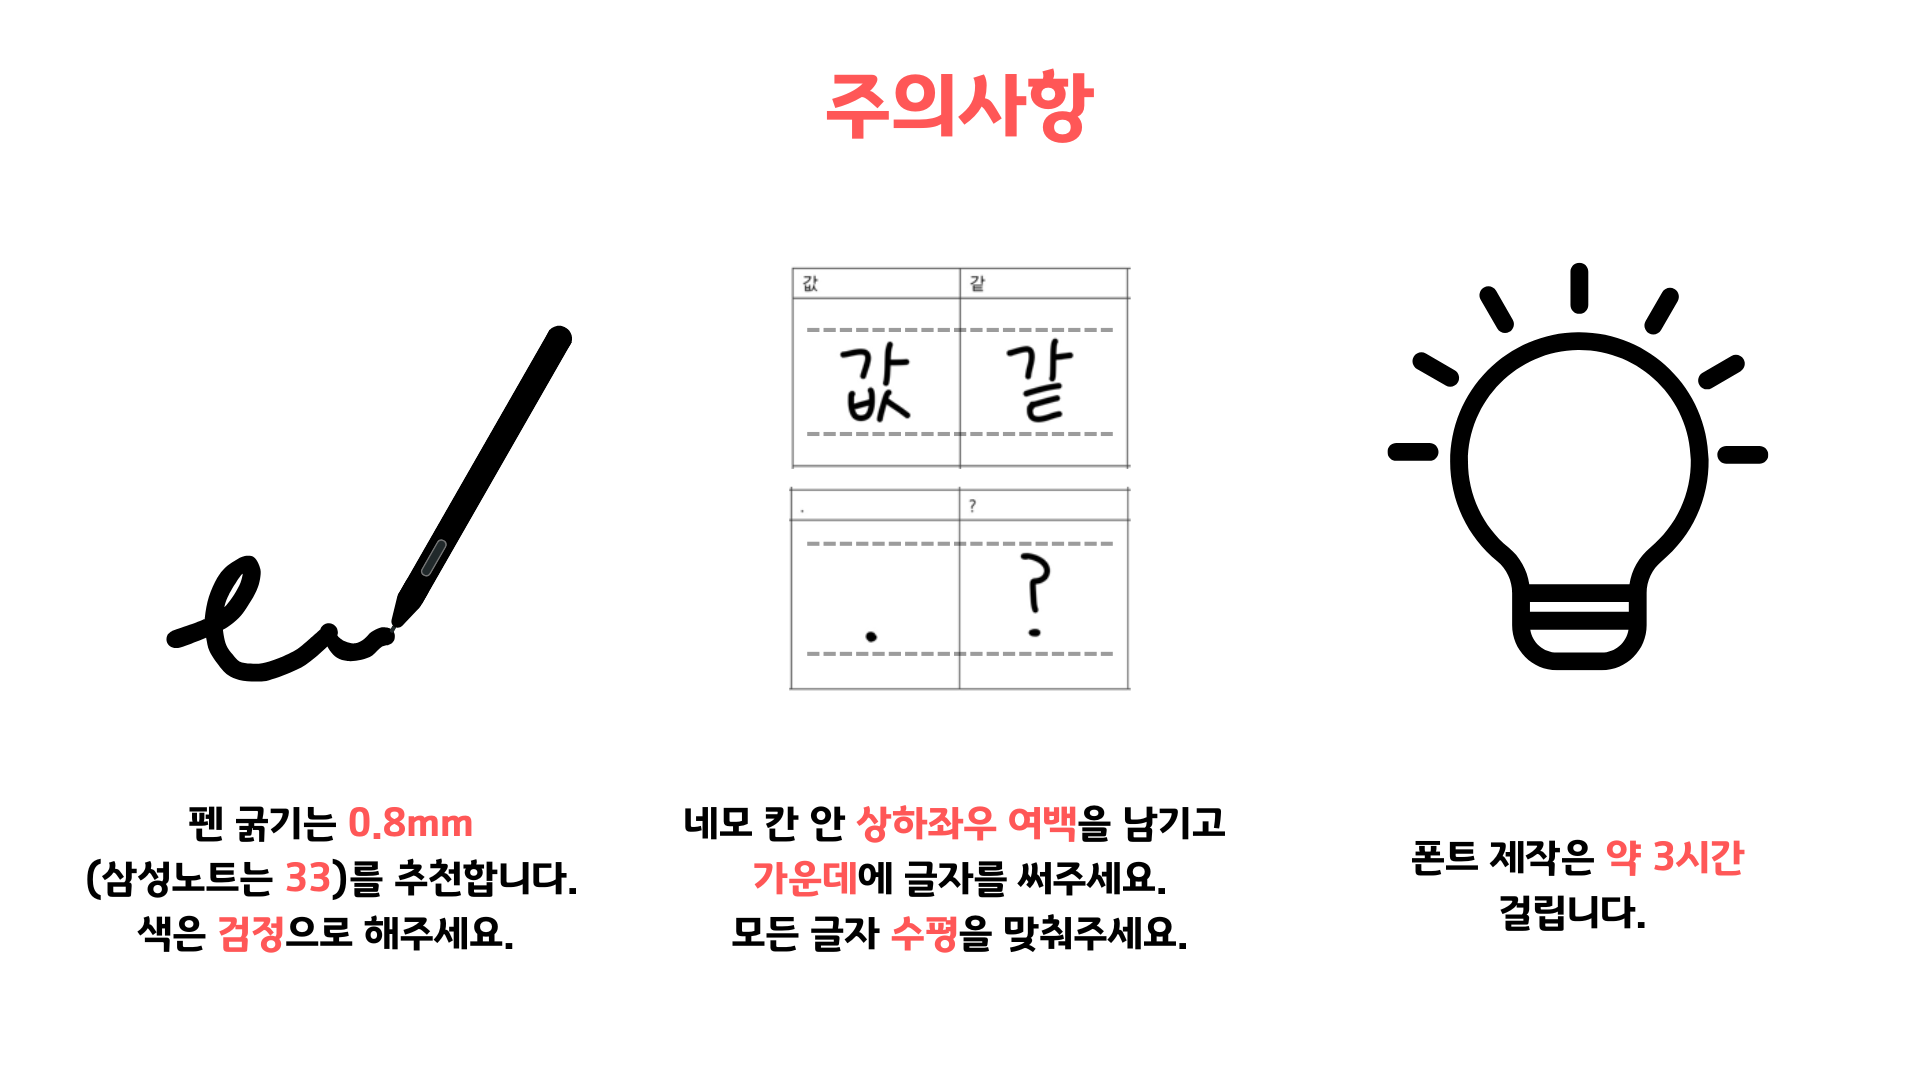 주의사항
값 같
값 같
. ?
. ?
펜 굵기는 0.8mm
(삼성노트는 33)를 추천합니다.
색은 검정으로 해주세요.
네모 칸 안 상하좌우 여백을 남기고
가운데에 글자를 써주세요.
모든 글자 수평을 맞춰주세요.
폰트 제작은 약 3시간
걸립니다.